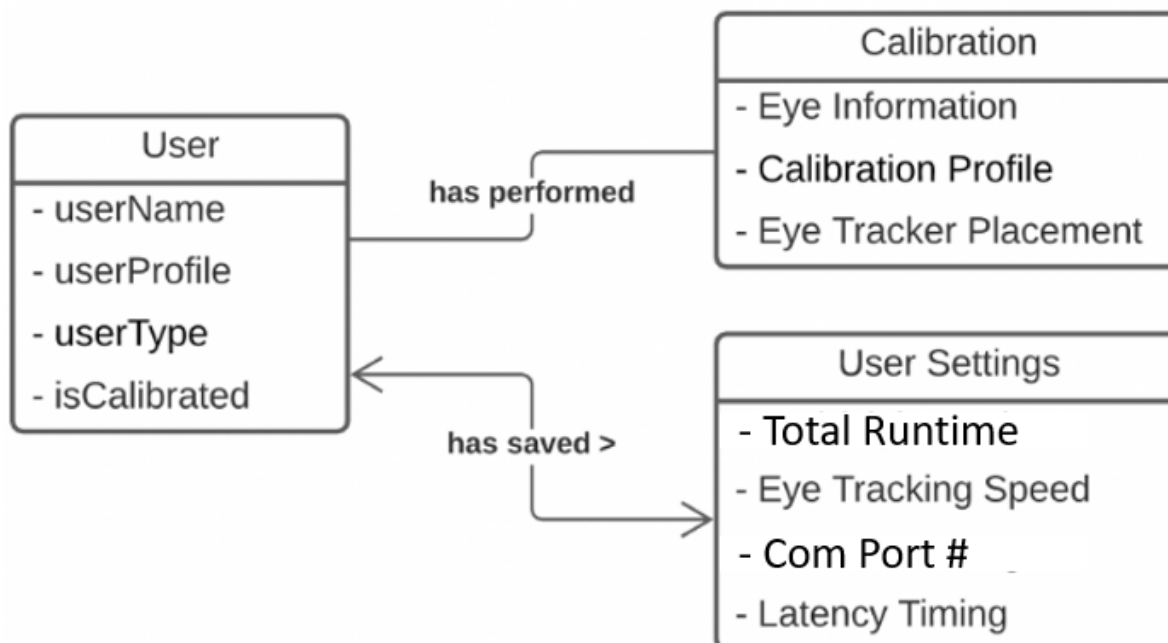 User
- userName
- userProfile
- userType
- isCalibrated
has performed
has saved >
Calibration
- Eye Information
- Calibration Profile
- Eye Tracker Placement
User Settings
- Total Runtime
- Eye Tracking Speed
- Com Port #
- Latency Timing